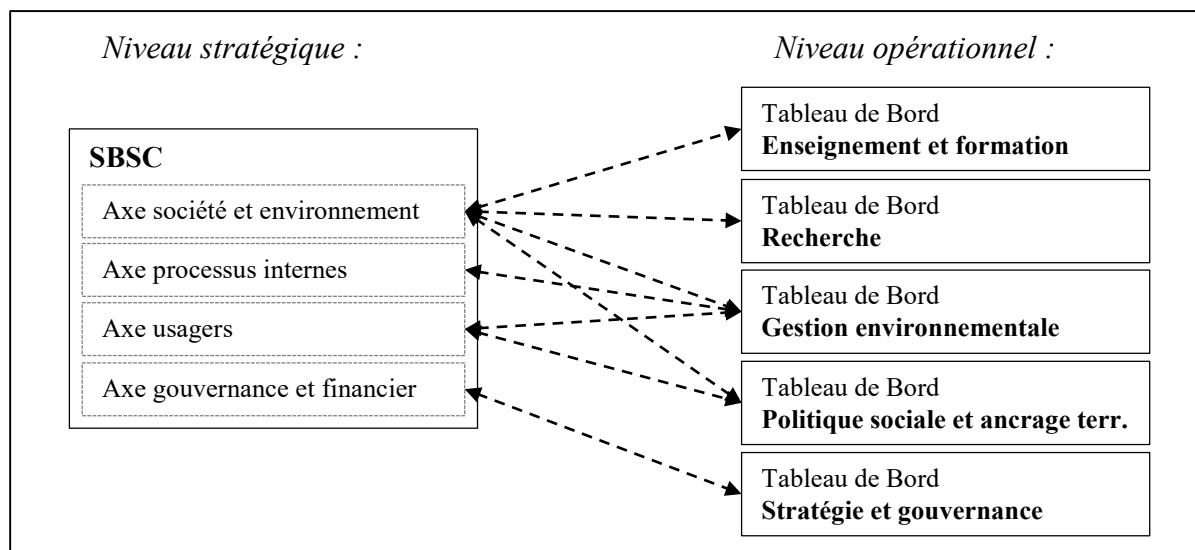 Niveau stratégique :
SBSC
Axe société et environnement
Axe processus internes
Axe usagers
Axe gouvernance et financier
Niveau opérationnel :
Tableau de Bord
Enseignement et formation
Tableau de Bord
Recherche
Tableau de Bord
Gestion environnementale
Tableau de Bord
Politique sociale et ancrage terr.
Tableau de Bord
Stratégie et gouvernance